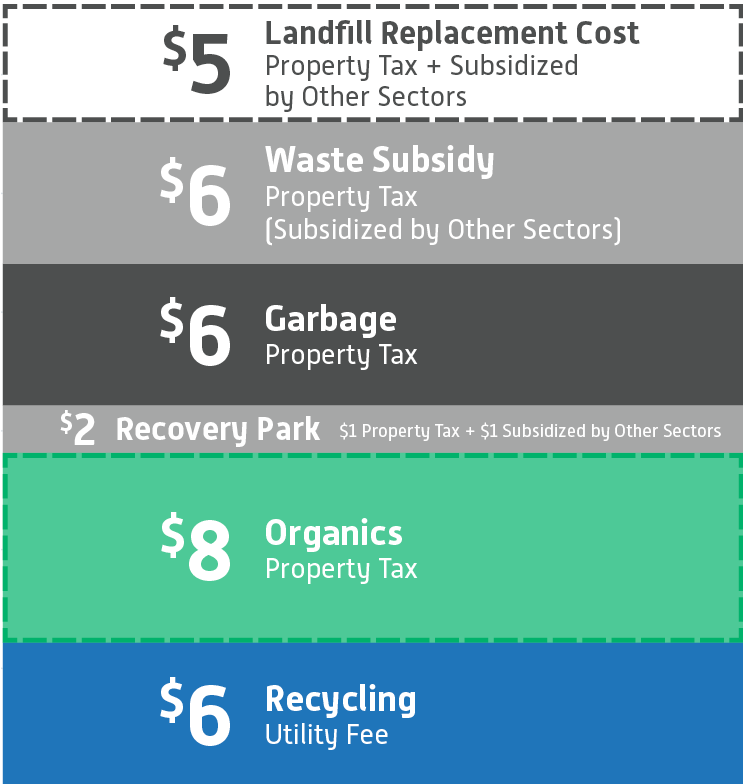 $5 Landfill Replacement Cost
Property Tax + Subsidized
by Other Sectors
$6 Waste Subsidy
Property Tax
(Subsidized by Other Sectors)
$6 Garbage
Property Tax
$2 Recovery Park $1 Property Tax + $1 Subsidized by Other Sectors
$8 Organics
Property Tax
$6 Recycling
Utility Fee